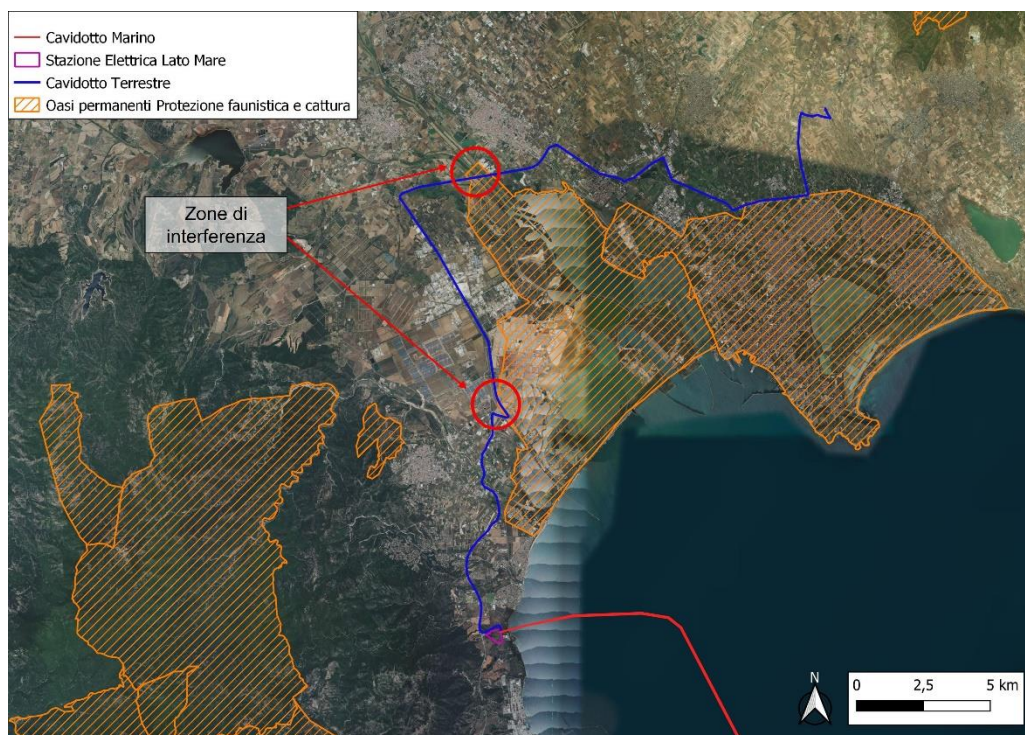 Cavidotto Marino
Stazione Elettrica Lato Mare
Cavidotto Terrestre
Oasi permanenti Protezione faunistica e cattura
Zone di
interferenza
N
0 2,5 5 km